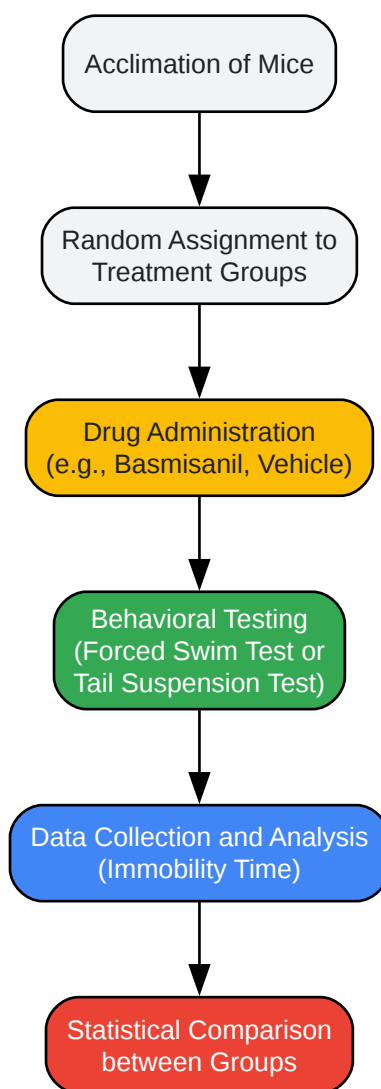 Acclimation of Mice
Random Assignment to
Treatment Groups
Drug Administration
(e.g., Basmisanil, Vehicle)
Behavioral Testing
(Forced Swim Test or
Tail Suspension Test)
Data Collection and Analysis
(Immobility Time)
Statistical Comparison
between Groups